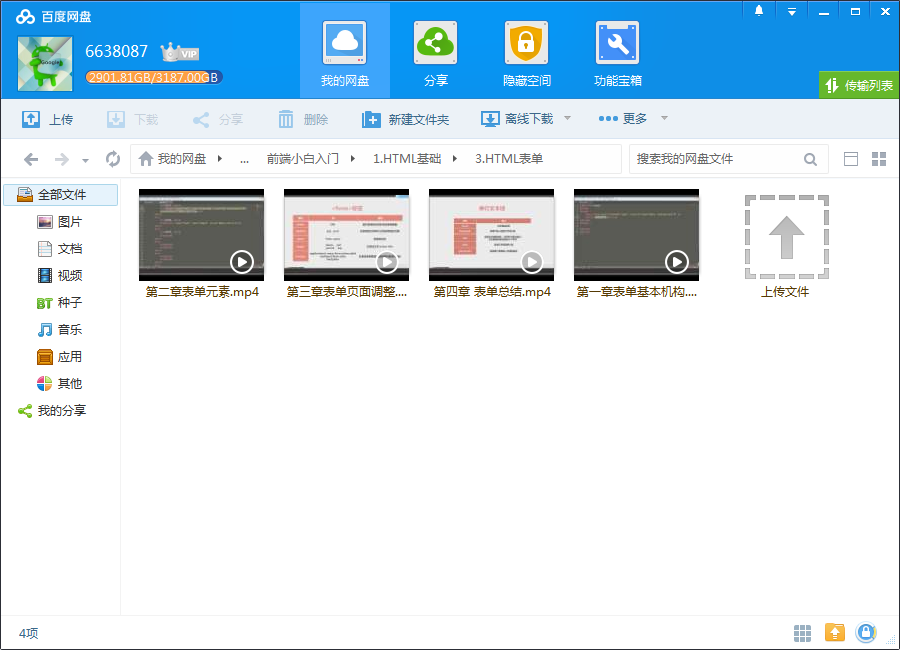 百度网盘
6638087
VIP
2901.81GB/3187.00GB
我的网盘
分享
隐藏空间
功能宝箱
传输列表
上传
下载
分享
删除
新建文件夹
离线下载
更多
我的网盘 ... 前端小白入门 1.HTML基础 3.HTML表单
搜索我的网盘文件
全部文件
图片
文档
视频
BT 种子
音乐
应用
其他
我的分享
第二章表单元素.mp4
第三章表单页面调整....
第四章 表单总结.mp4
第一章表单基本机构....
上传文件
4项